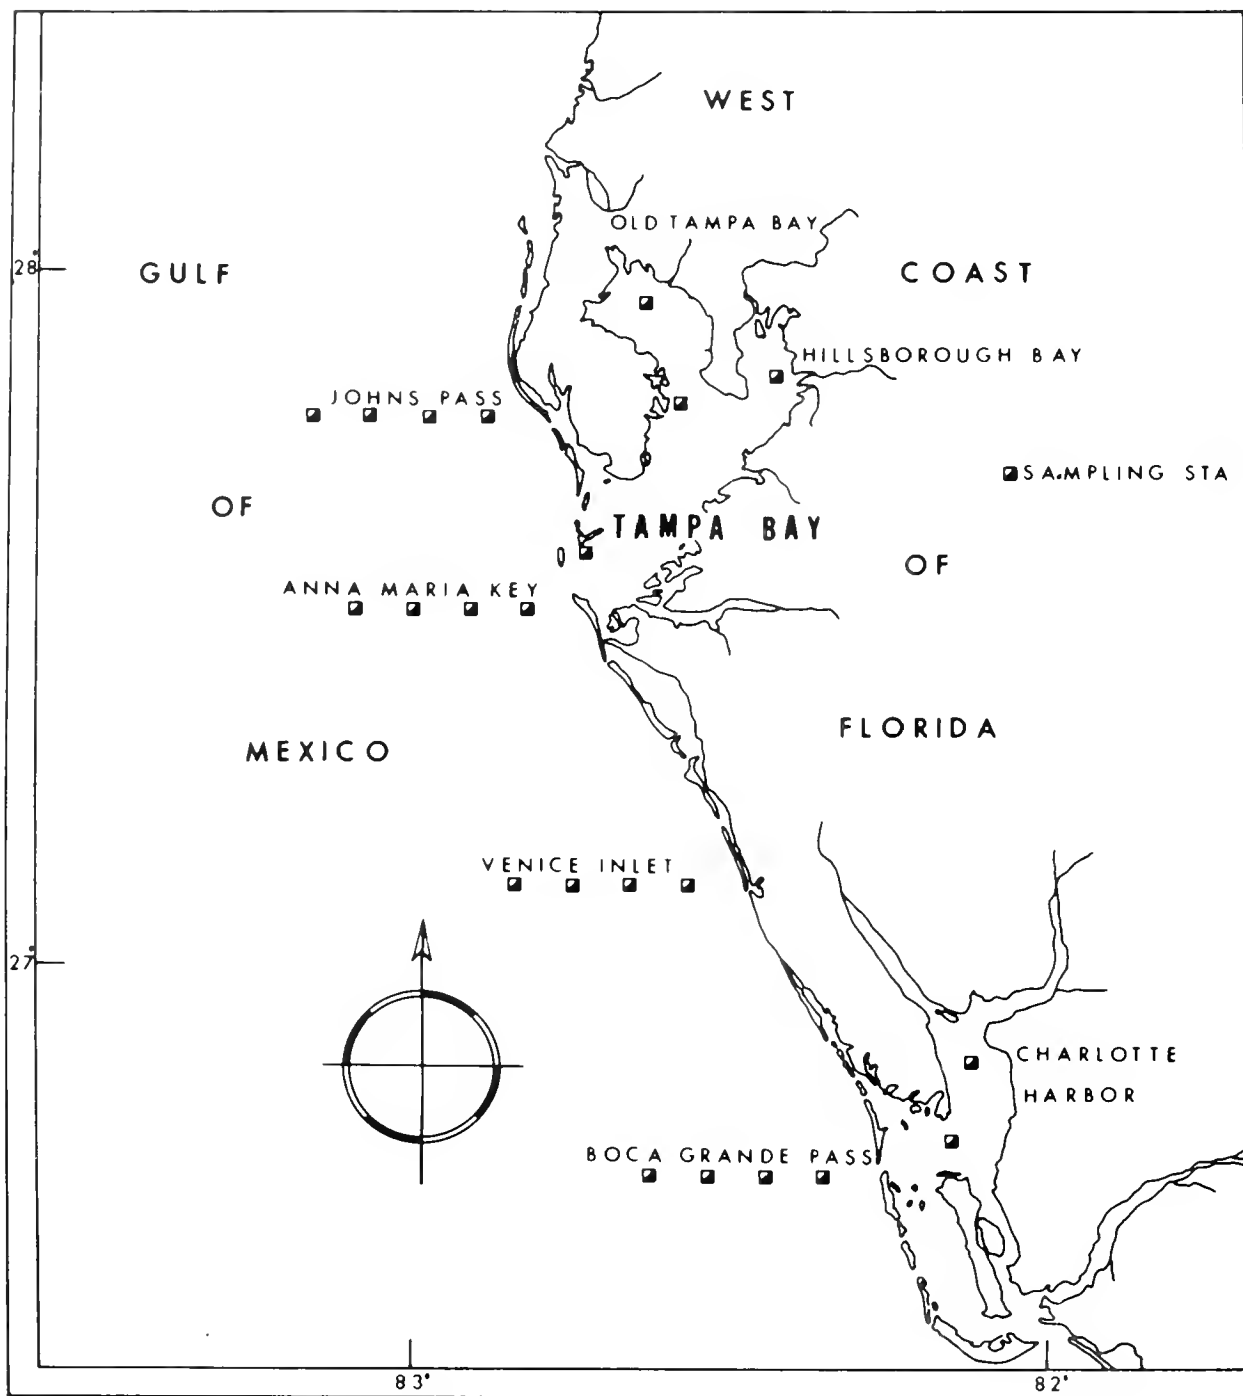 WEST
OLD TAMPA BAY
28°
GULF
COAST
HILLSBOROUGH BAY
JOHNS PASS
SAMPLING STA
OF
TAMPA BAY
OF
ANNA MARIA KEY
FLORIDA
MEXICO
VENICE INLET
27°
CHARLOTTE
HARBOR
BOCA GRANDE PASS
83°
82°